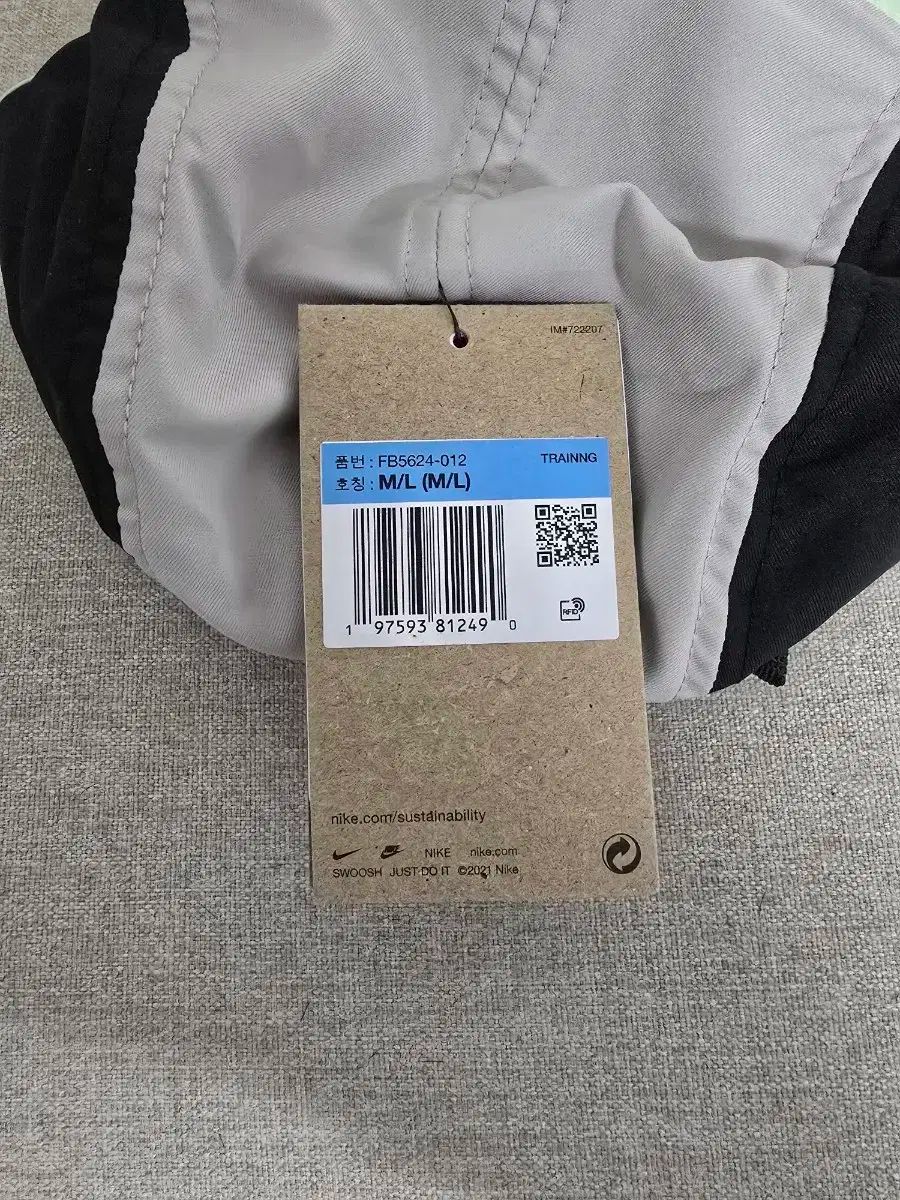 IM#722207
품번 : FB5624-012 TRAINNG
호칭 : M/L (M/L)
RFID
1 97593 81249 0
nike.com/sustainability
NIKE nike.com
SWOOSH JUST DO IT ©2021 Nike